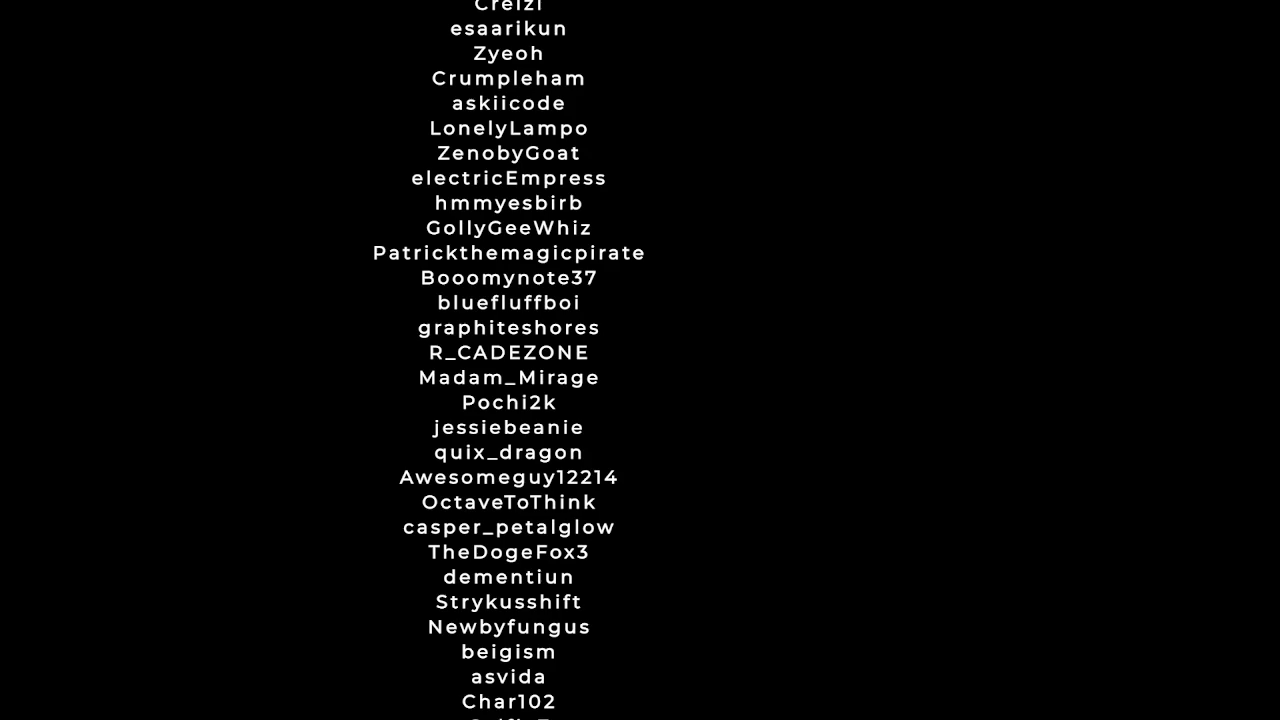 Creizi
esaarikun
Zyeoh
Crumpleham
askiicode
LonelyLampo
ZenobyGoat
electricEmpress
hmmyesbirb
GollyGeeWhiz
Patrickthemagicpirate
Booomynote37
bluefluffboi
graphiteshores
R_CADEZONE
Madam_Mirage
Pochi2k
jessiebeanie
quix_dragon
Awesomeguy12214
OctaveToThink
casper_petalglow
TheDogeFox3
dementiun
Strykusshift
Newbyfungus
beigism
asvida
Char102